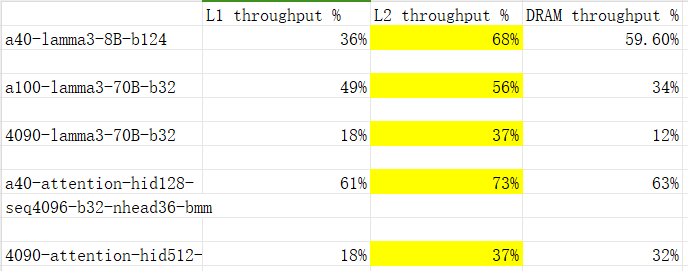 L1 throughput % L2 throughput % DRAM throughput %
a40-lamma3-8B-b124 36% 68% 59.60%
a100-lamma3-70B-b32 49% 56% 34%
4090-lamma3-70B-b32 18% 37% 12%
a40-attention-hid128- 61% 73% 63%
seq4096-b32-nhead36-bmm
4090-attention-hid512- 18% 37% 32%